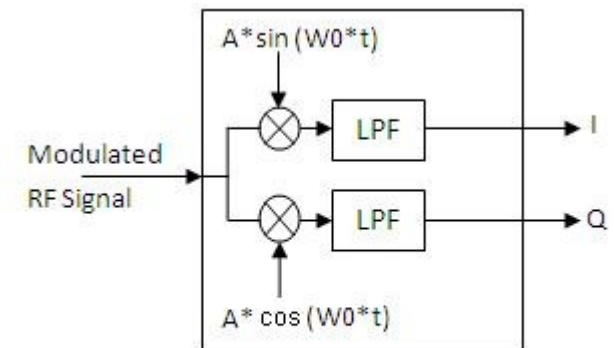 A*sin (W0*t)
LPF
I
Modulated
RF Signal
LPF
Q
A* cos (W0*t)